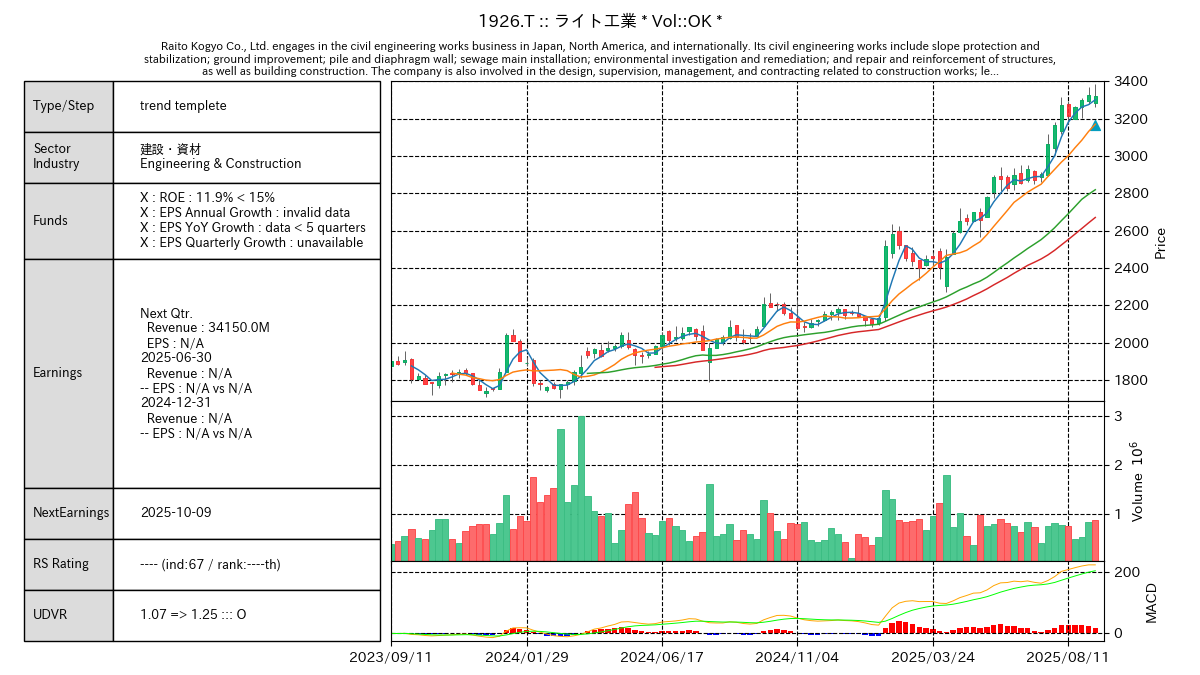 1926.T :: ライト工業 * Vol::OK *
Raito Kogyo Co., Ltd. engages in the civil engineering works business in Japan, North America, and internationally. Its civil engineering works include slope protection and
stabilization; ground improvement; pile and diaphragm wall; sewage main installation; environmental investigation and remediation; and repair and reinforcement of structures,
as well as building construction. The company is also involved in the design, supervision, management, and contracting related to construction works; le...
Type/Step
trend templete
Sector
Industry
建設・資材
Engineering & Construction
Funds
X : ROE : 11.9% < 15%
X : EPS Annual Growth : invalid data
X : EPS YoY Growth : data < 5 quarters
X : EPS Quarterly Growth : unavailable
Earnings
Next Qtr.
Revenue : 34150.0M
EPS : N/A
2025-06-30
Revenue : N/A
-- EPS : N/A vs N/A
2024-12-31
Revenue : N/A
-- EPS : N/A vs N/A
NextEarnings
2025-10-09
RS Rating
---- (ind:67 / rank:----th)
UDVR
1.07 => 1.25 ::: O
3400
3200
3000
2800
2600
2400
2200
2000
1800
Price
3
2
1
Volume 10^6
200
0
MACD
2023/09/11
2024/01/29
2024/06/17
2024/11/04
2025/03/24
2025/08/11